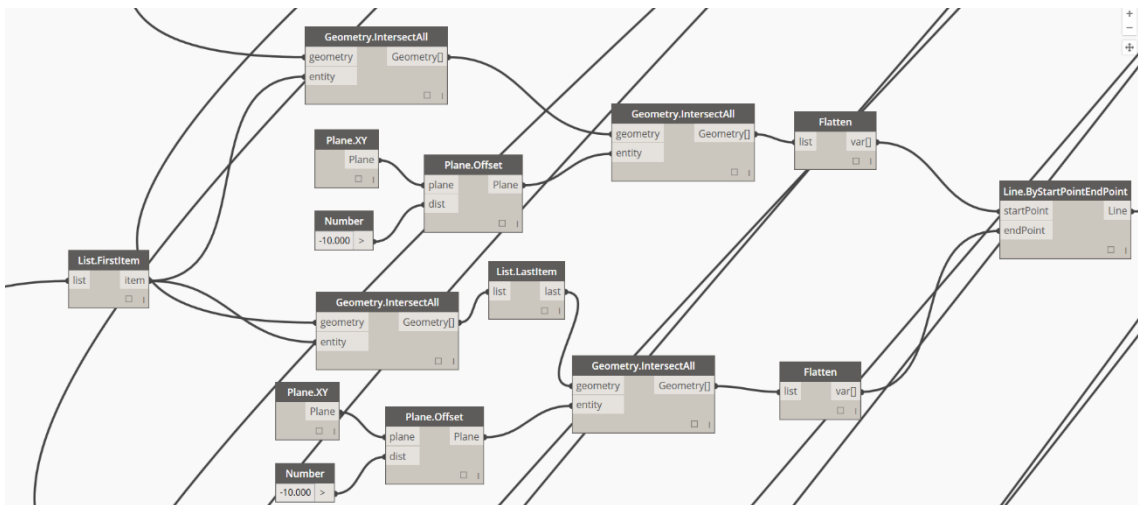 Geometry.IntersectAll
geometry Geometry[]
entity
Plane.XY
Plane
Number
-10.000 >
Plane.Offset
plane Plane
dist
Geometry.IntersectAll
geometry Geometry[]
entity
Flatten
list var[]
Line.ByStartPointEndPoint
startPoint Line
endPoint
List.FirstItem
list item
Geometry.IntersectAll
geometry Geometry[]
entity
List.LastItem
list last
Plane.XY
Plane
Number
-10.000 >
Plane.Offset
plane Plane
dist
Geometry.IntersectAll
geometry Geometry[]
entity
Flatten
list var[]